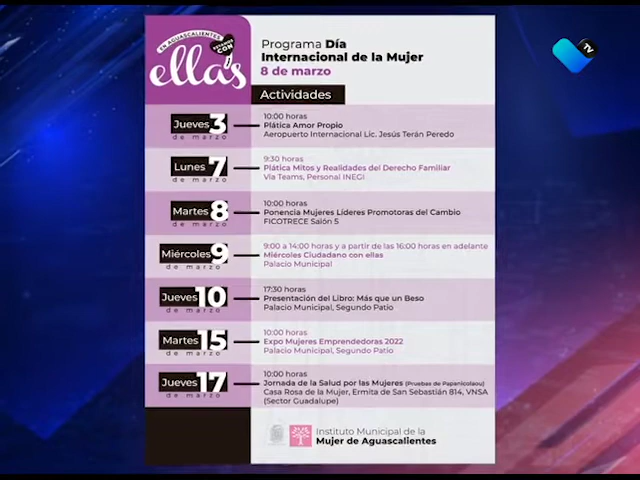 EN AGUASCALIENTES
ESTAMOS CON
ellas
Programa Día
Internacional de la Mujer
8 de marzo
Actividades
TV
Jueves 3
de marzo
10:00 horas
Plática Amor Propio
Aeropuerto Internacional Lic. Jesús Terán Peredo
Lunes 7
de marzo
9:30 horas
Plática Mitos y Realidades del Derecho Familiar
Vía Teams, Personal INEGI
Martes 8
de marzo
10:00 horas
Ponencia Mujeres Líderes Promotoras del Cambio
FICOTRECE Salón 5
Miércoles 9
de marzo
9:00 a 14:00 horas y a partir de las 16:00 horas en adelante
Miércoles Ciudadano con ellas
Palacio Municipal
Jueves 10
de marzo
17:30 horas
Presentación del Libro: Más que un Beso
Palacio Municipal, Segundo Patio
Martes 15
de marzo
10:00 horas
Expo Mujeres Emprendedoras 2022
Palacio Municipal, Segundo Patio
Jueves 17
de marzo
10:00 horas
Jornada de la Salud por las Mujeres (Pruebas de Papanicolaou)
Casa Rosa de la Mujer, Ermita de San Sebastián 814, VNSA
(Sector Guadalupe)
Instituto Municipal de la
Mujer de Aguascalientes